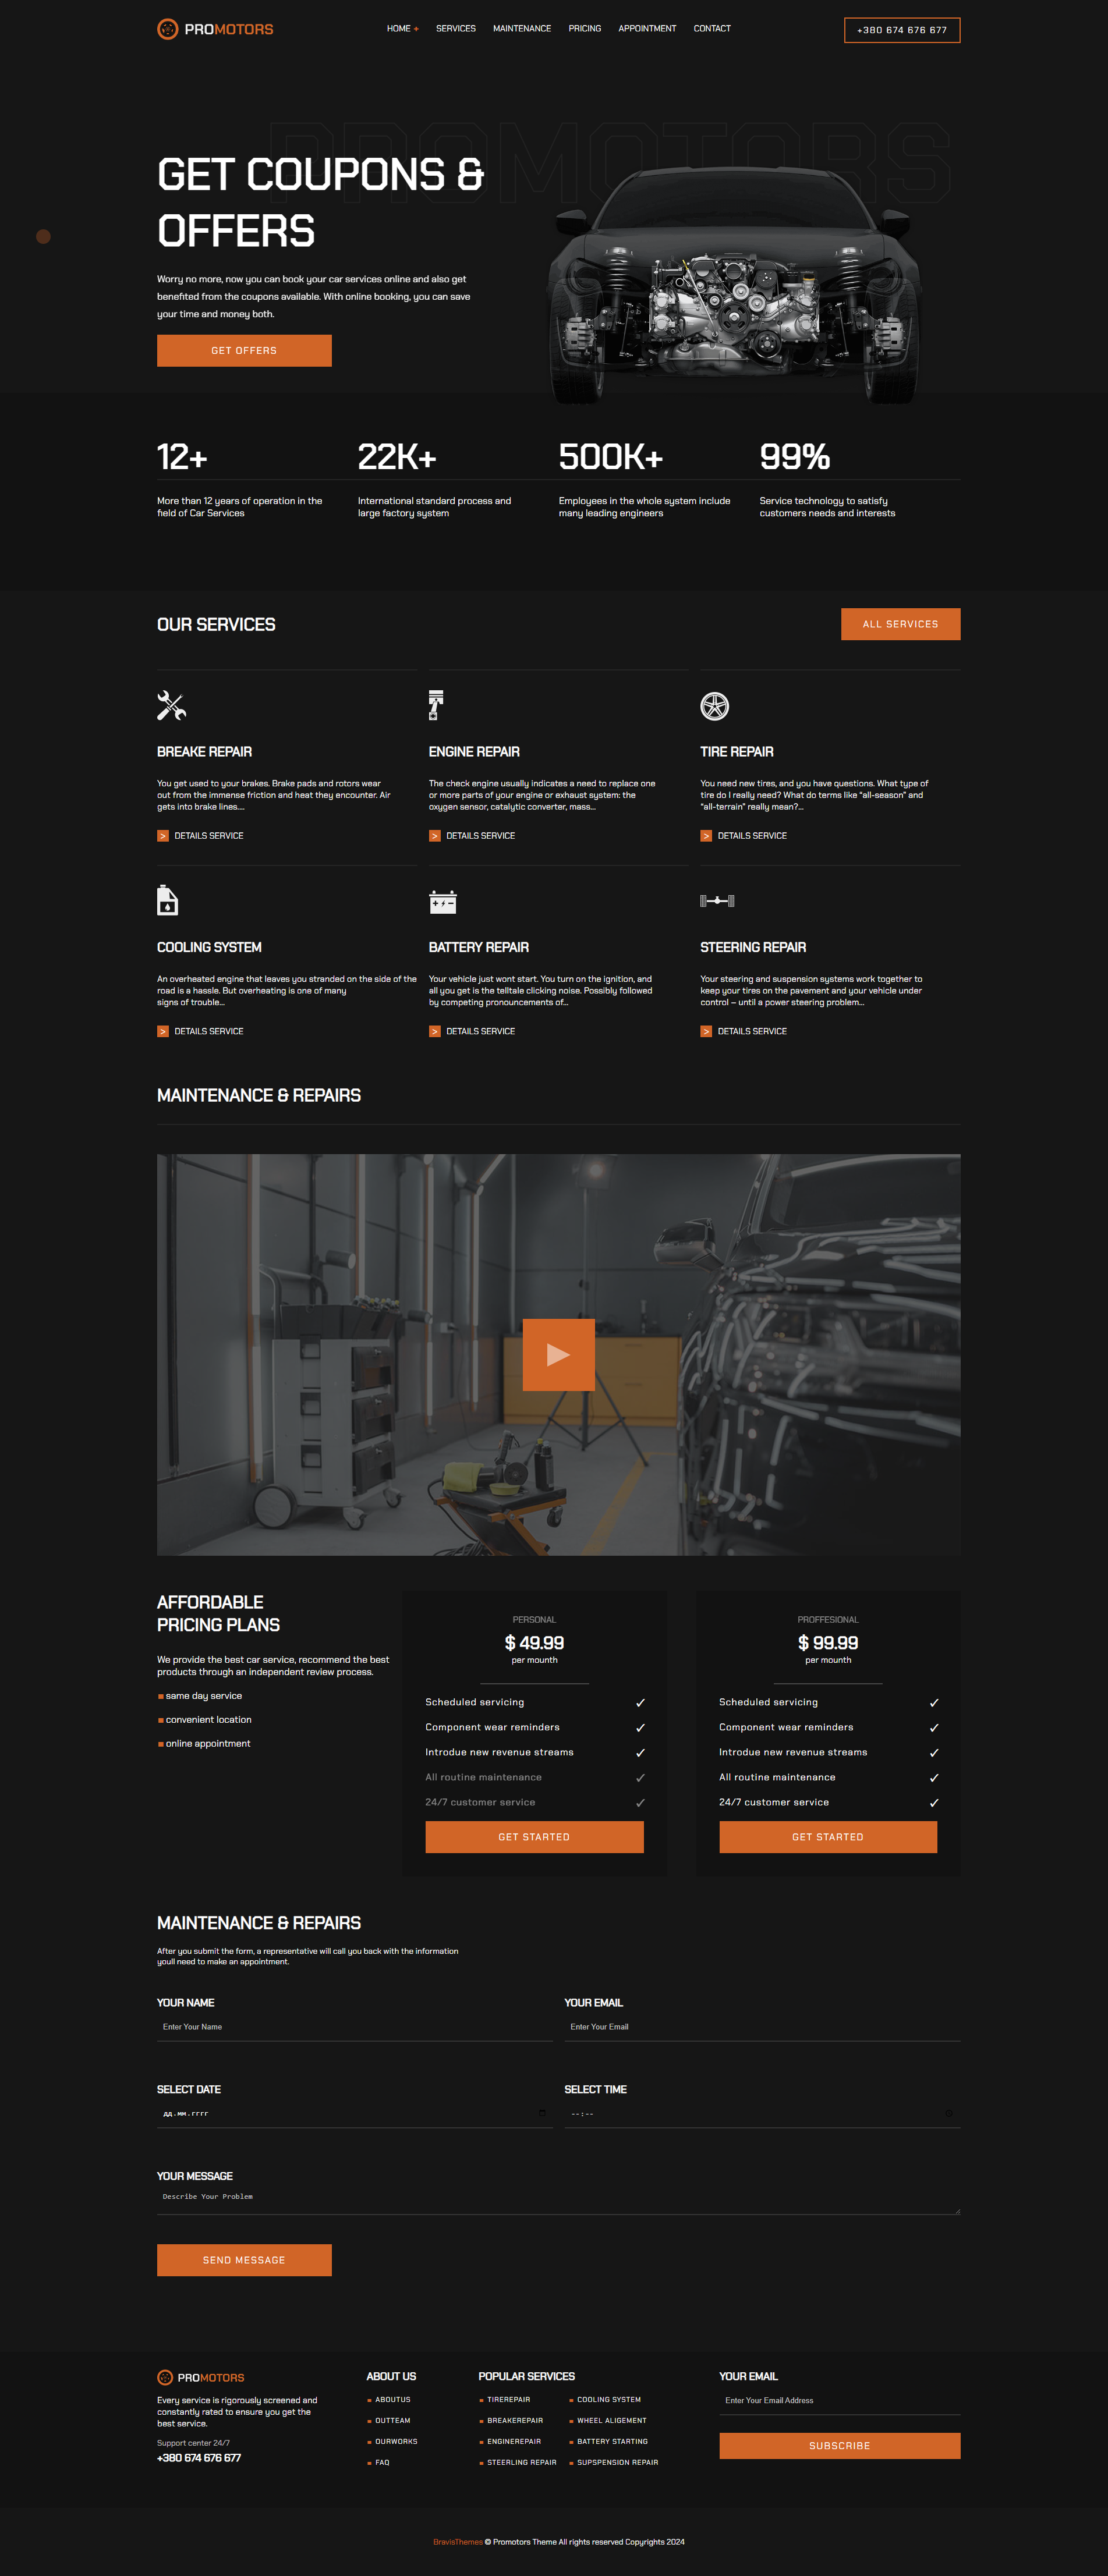 PROMOTORS
HOME +
SERVICES
MAINTENANCE
PRICING
APPOINTMENT
CONTACT
+380 674 676 677
PROMOTORS
GET COUPONS &
OFFERS
Worry no more, now you can book your car services online and also get
benefited from the coupons available. With online booking, you can save
your time and money both.
GET OFFERS
12+
More than 12 years of operation in the
field of Car Services
22K+
International standard process and
large factory system
500K+
Employees in the whole system include
many leading engineers
99%
Service technology to satisfy
customers needs and interests
OUR SERVICES
ALL SERVICES
BREAKE REPAIR
You get used to your brakes. Brake pads and rotors wear
out from the immense friction and heat they encounter. Air
gets into brake lines....
> DETAILS SERVICE
ENGINE REPAIR
The check engine usually indicates a need to replace one
or more parts of your engine or exhaust system: the
oxygen sensor, catalytic converter, mass...
> DETAILS SERVICE
TIRE REPAIR
You need new tires, and you have questions. What type of
tire do I really need? What do terms like “all-season” and
“all-terrain” really mean?...
> DETAILS SERVICE
COOLING SYSTEM
An overheated engine that leaves you stranded on the side of the
road is a hassle. But overheating is one of many
signs of trouble...
> DETAILS SERVICE
BATTERY REPAIR
Your vehicle just wont start. You turn on the ignition, and
all you get is the telltale clicking noise. Possibly followed
by competing pronouncements of...
> DETAILS SERVICE
STEERING REPAIR
Your steering and suspension systems work together to
keep your tires on the pavement and your vehicle under
control – until a power steering problem...
> DETAILS SERVICE
MAINTENANCE & REPAIRS
AFFORDABLE
PRICING PLANS
We provide the best car service, recommend the best
products through an independent review process.
same day service
convenient location
online appointment
PERSONAL
$ 49.99
per mounth
Scheduled servicing ✓
Component wear reminders ✓
Introdue new revenue streams ✓
All routine maintenance ✓
24/7 customer service ✓
GET STARTED
PROFFESIONAL
$ 99.99
per mounth
Scheduled servicing ✓
Component wear reminders ✓
Introdue new revenue streams ✓
All routine maintenance ✓
24/7 customer service ✓
GET STARTED
MAINTENANCE & REPAIRS
After you submit the form, a representative will call you back with the information
youll need to make an appointment.
YOUR NAME
Enter Your Name
YOUR EMAIL
Enter Your Email
SELECT DATE
дд.мм.гггг
SELECT TIME
--:--
YOUR MESSAGE
Describe Your Problem
SEND MESSAGE
PROMOTORS
Every service is rigorously screened and
constantly rated to ensure you get the
best service.
Support center 24/7
+380 674 676 677
ABOUT US
ABOUTUS
OUTTEAM
OURWORKS
FAQ
POPULAR SERVICES
TIREREPAIR
BREAKEREPAIR
ENGINEREPAIR
STEERLING REPAIR
COOLING SYSTEM
WHEEL ALIGEMENT
BATTERY STARTING
SUPSPENSION REPAIR
YOUR EMAIL
Enter Your Email Address
SUBSCRIBE
BravisThemes © Promotors Theme All rights reserved Copyrights 2024